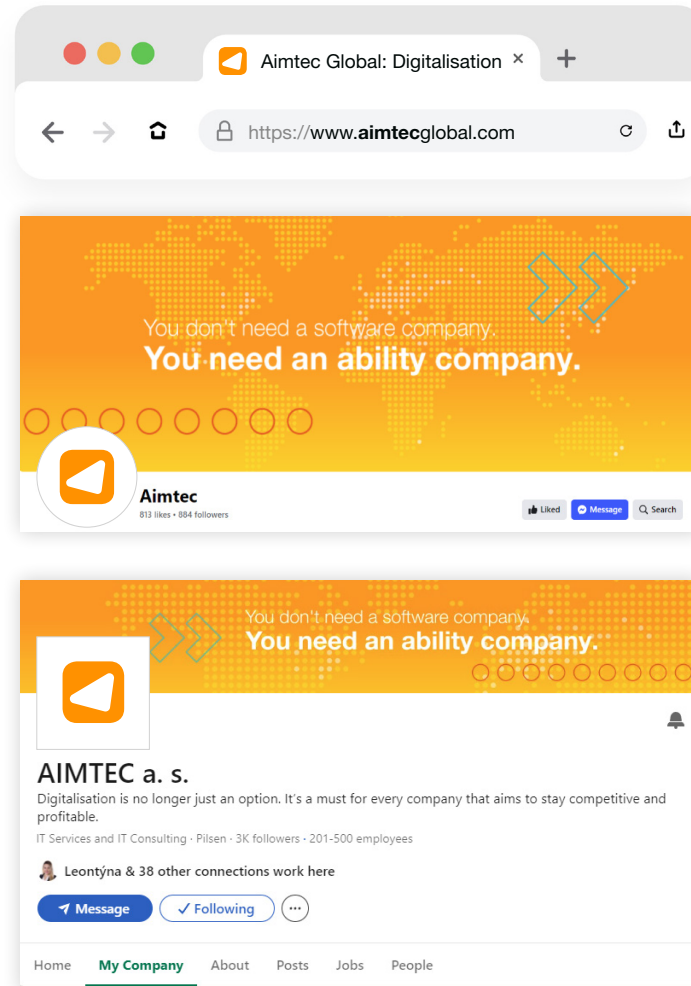 Aimtec Global: Digitalisation
https://www.aimtecglobal.com
You don't need a software company.
You need an ability company.
Aimtec
813 likes • 884 followers
Liked
Message
Search
You don't need a software company.
You need an ability company.
AIMTEC a. s.
Digitalisation is no longer just an option. It's a must for every company that aims to stay competitive and
profitable.
IT Services and IT Consulting · Pilsen · 3K followers · 201-500 employees
Leontýna & 38 other connections work here
Message
Following
Home My Company About Posts Jobs People